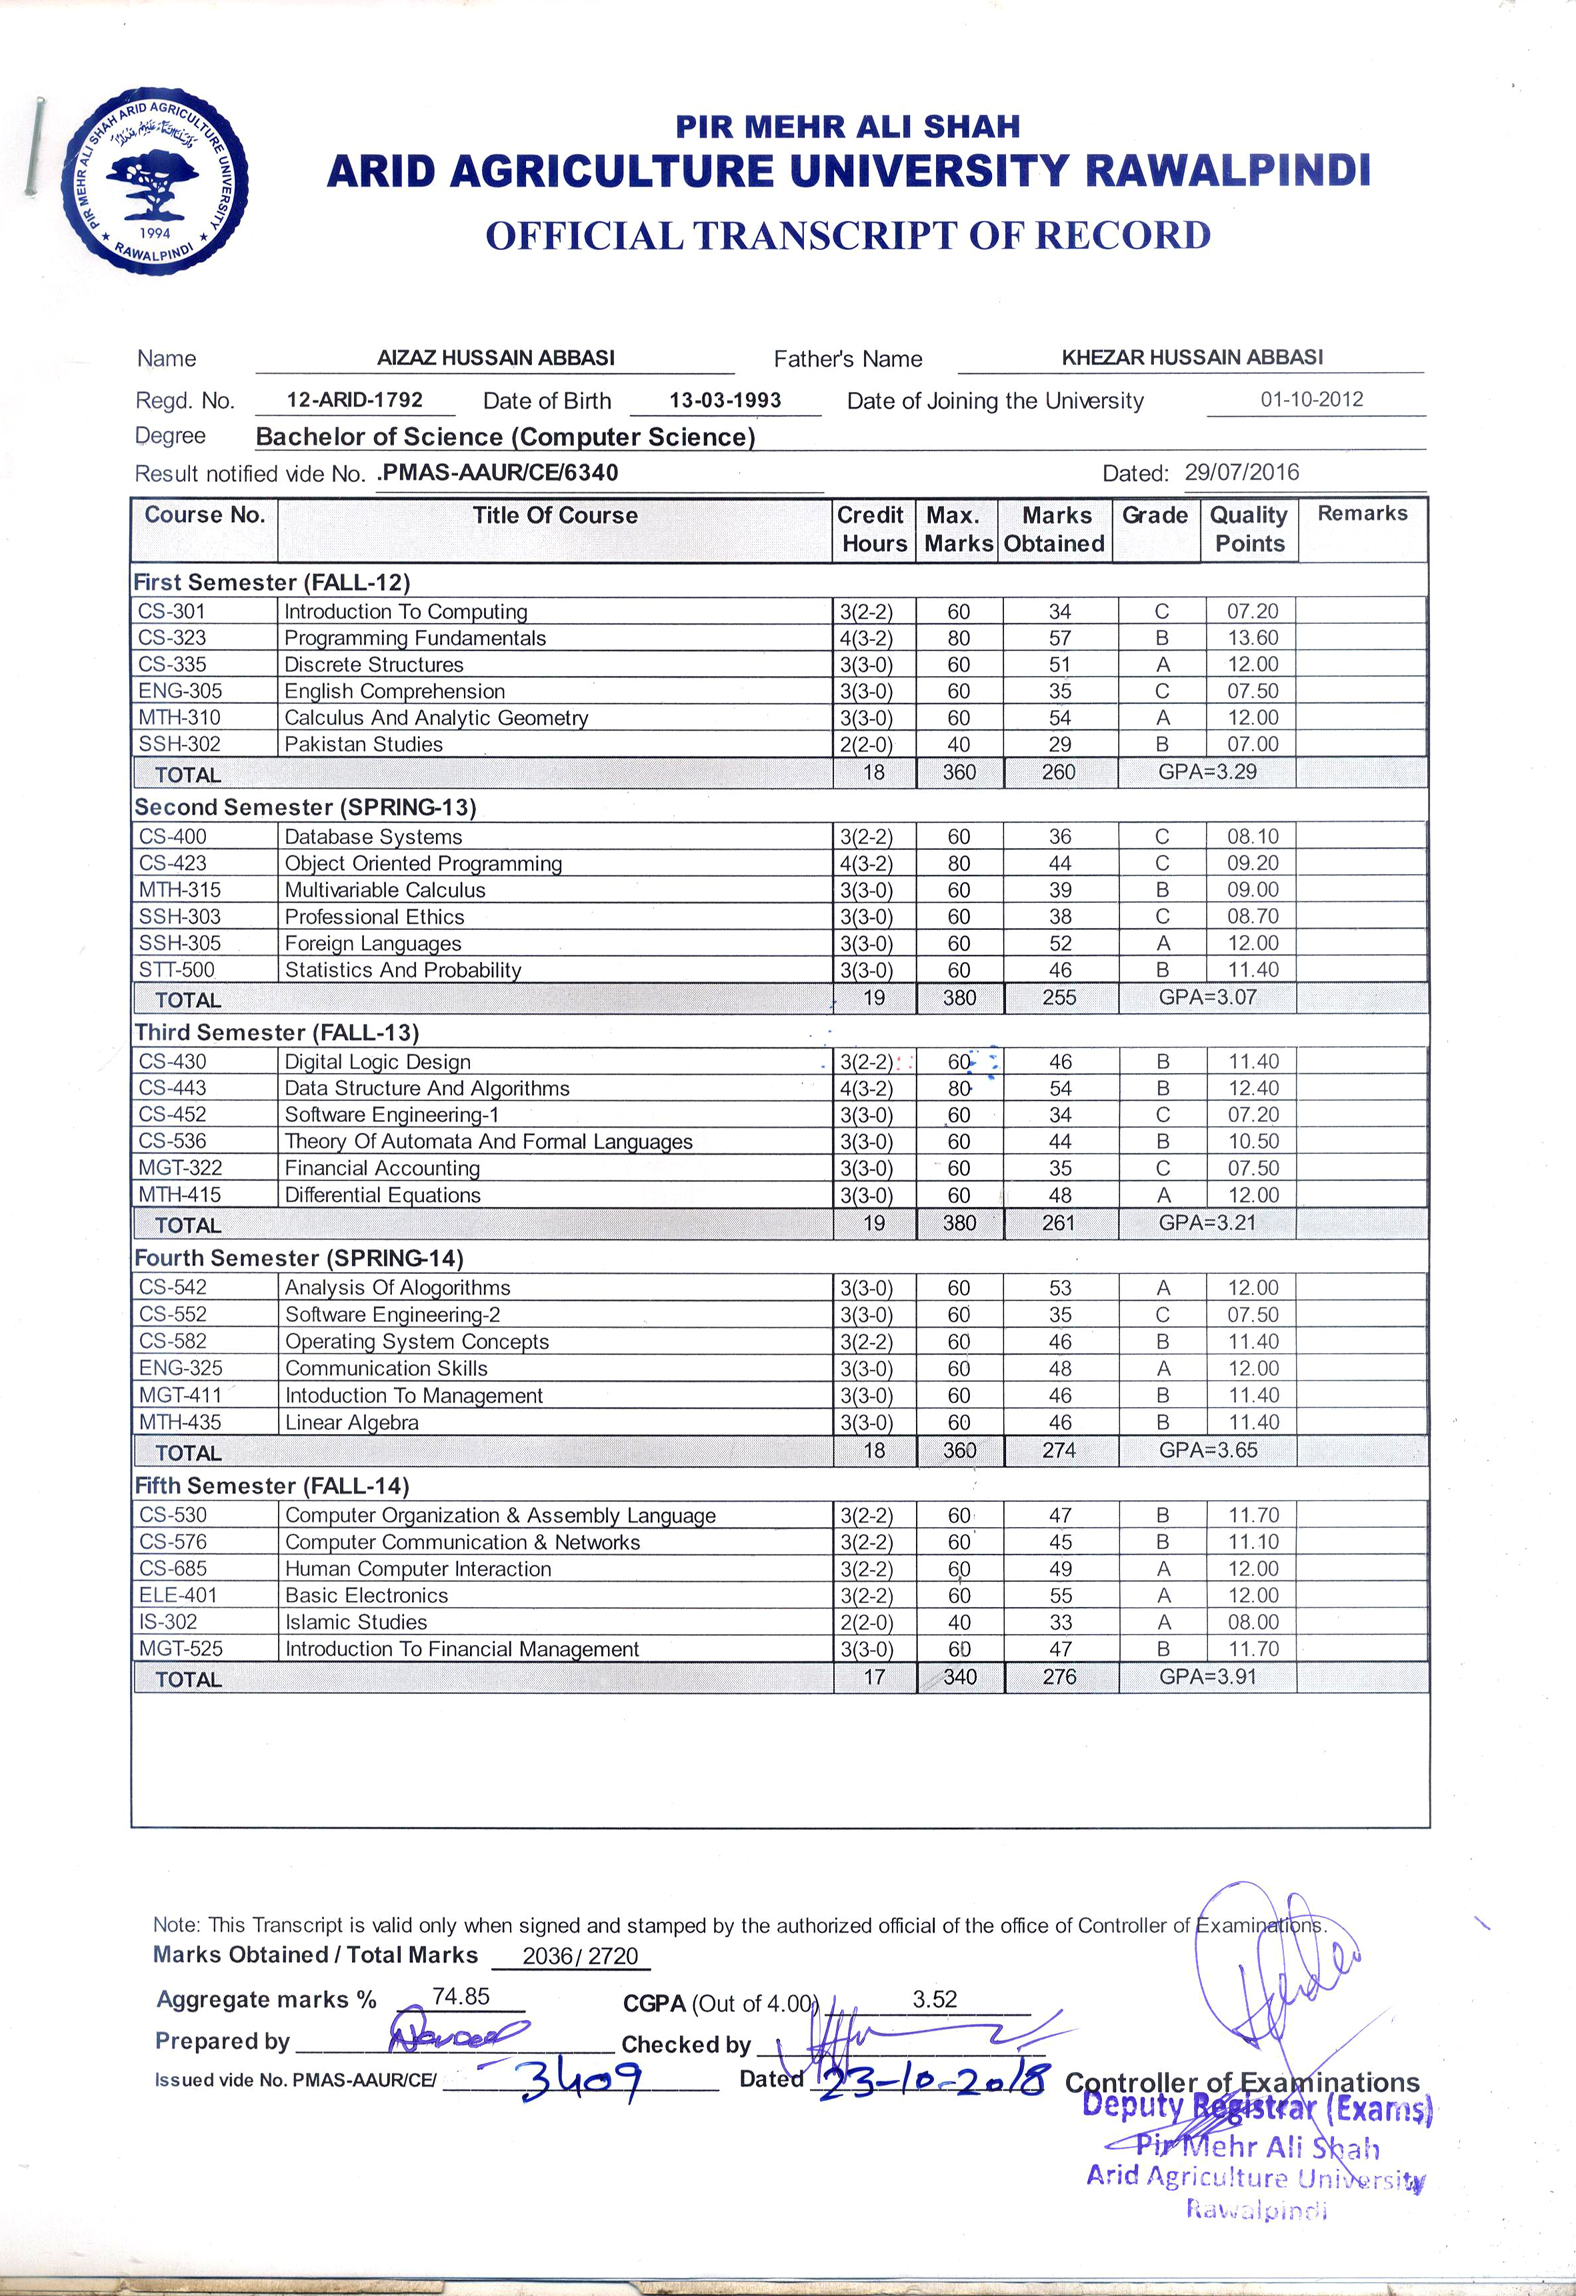 PIR MEHR ALI SHAH ARID AGRICULTURE UNIVERSITY
1994
★ RAWALPINDI ★
PIR MEHR ALI SHAH
ARID AGRICULTURE UNIVERSITY RAWALPINDI
OFFICIAL TRANSCRIPT OF RECORD
Name AIZAZ HUSSAIN ABBASI Father's Name KHEZAR HUSSAIN ABBASI
Regd. No. 12-ARID-1792 Date of Birth 13-03-1993 Date of Joining the University 01-10-2012
Degree Bachelor of Science (Computer Science)
Result notified vide No. .PMAS-AAUR/CE/6340 Dated: 29/07/2016
Course No. Title Of Course Credit Hours Max. Marks Marks Obtained Grade Quality Points Remarks
First Semester (FALL-12)
CS-301 Introduction To Computing 3(2-2) 60 34 C 07.20
CS-323 Programming Fundamentals 4(3-2) 80 57 B 13.60
CS-335 Discrete Structures 3(3-0) 60 51 A 12.00
ENG-305 English Comprehension 3(3-0) 60 35 C 07.50
MTH-310 Calculus And Analytic Geometry 3(3-0) 60 54 A 12.00
SSH-302 Pakistan Studies 2(2-0) 40 29 B 07.00
TOTAL 18 360 260 GPA=3.29
Second Semester (SPRING-13)
CS-400 Database Systems 3(2-2) 60 36 C 08.10
CS-423 Object Oriented Programming 4(3-2) 80 44 C 09.20
MTH-315 Multivariable Calculus 3(3-0) 60 39 B 09.00
SSH-303 Professional Ethics 3(3-0) 60 38 C 08.70
SSH-305 Foreign Languages 3(3-0) 60 52 A 12.00
STT-500 Statistics And Probability 3(3-0) 60 46 B 11.40
TOTAL 19 380 255 GPA=3.07
Third Semester (FALL-13)
CS-430 Digital Logic Design 3(2-2) 60 46 B 11.40
CS-443 Data Structure And Algorithms 4(3-2) 80 54 B 12.40
CS-452 Software Engineering-1 3(3-0) 60 34 C 07.20
CS-536 Theory Of Automata And Formal Languages 3(3-0) 60 44 B 10.50
MGT-322 Financial Accounting 3(3-0) 60 35 C 07.50
MTH-415 Differential Equations 3(3-0) 60 48 A 12.00
TOTAL 19 380 261 GPA=3.21
Fourth Semester (SPRING-14)
CS-542 Analysis Of Alogorithms 3(3-0) 60 53 A 12.00
CS-552 Software Engineering-2 3(3-0) 60 35 C 07.50
CS-582 Operating System Concepts 3(2-2) 60 46 B 11.40
ENG-325 Communication Skills 3(3-0) 60 48 A 12.00
MGT-411 Intoduction To Management 3(3-0) 60 46 B 11.40
MTH-435 Linear Algebra 3(3-0) 60 46 B 11.40
TOTAL 18 360 274 GPA=3.65
Fifth Semester (FALL-14)
CS-530 Computer Organization & Assembly Language 3(2-2) 60 47 B 11.70
CS-576 Computer Communication & Networks 3(2-2) 60 45 B 11.10
CS-685 Human Computer Interaction 3(2-2) 60 49 A 12.00
ELE-401 Basic Electronics 3(2-2) 60 55 A 12.00
IS-302 Islamic Studies 2(2-0) 40 33 A 08.00
MGT-525 Introduction To Financial Management 3(3-0) 60 47 B 11.70
TOTAL 17 340 276 GPA=3.91
Note: This Transcript is valid only when signed and stamped by the authorized official of the office of Controller of Examinations.
Marks Obtained / Total Marks 2036/ 2720
Aggregate marks % 74.85 CGPA (Out of 4.00) 3.52
Prepared by Checked by
Issued vide No. PMAS-AAUR/CE/ 3409 Dated 23-10-2018 Controller of Examinations
Deputy Registrar (Exams)
Pir Mehr Ali Shah
Arid Agriculture University
Rawalpindi